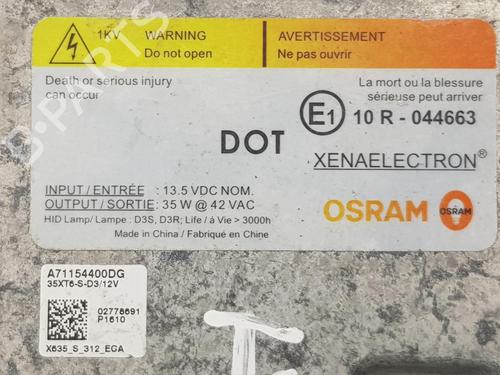 1KV WARNING
Do not open
AVERTISSEMENT
Ne pas ouvrir
Death or serious injury
can occur
La mort ou la blessure
sérieuse peut arriver
E1 10 R - 044663
DOT
XENAELECTRON®
INPUT / ENTRÉE : 13.5 VDC NOM.
OUTPUT / SORTIE: 35 W @ 42 VAC
HID Lamp/ Lampe : D3S, D3R; Life / á Vie > 3000h
Made in China / Fabriqué en Chine
OSRAM OSRAM
A71154400DG
35XT6-S-D3/12V
02778691
P1610
X635_S_312_EGA
B-PARTS